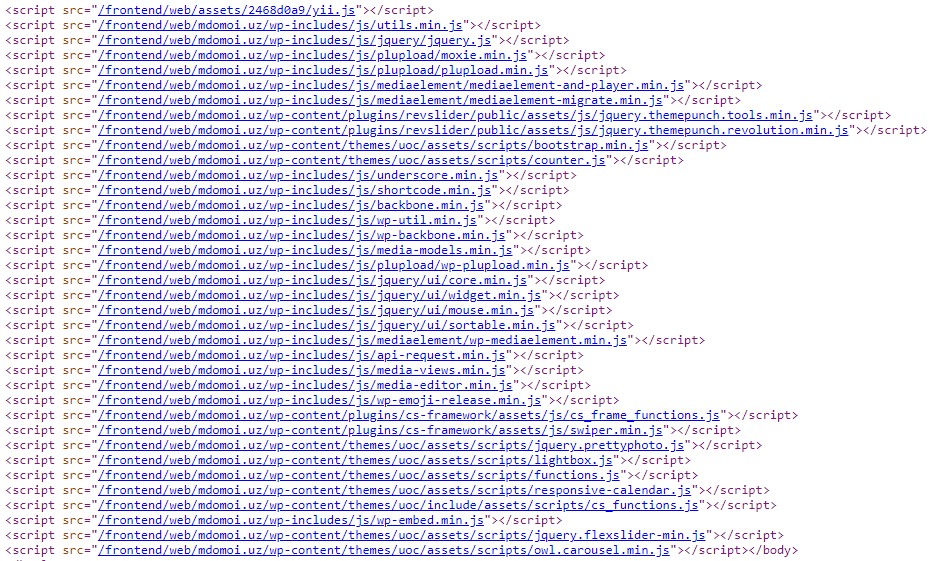 <script src="/frontend/web/assets/2468d0a9/yii.js"></script>
<script src="/frontend/web/mdomoi.uz/wp-includes/js/utils.min.js"></script>
<script src="/frontend/web/mdomoi.uz/wp-includes/js/jquery/jquery.js"></script>
<script src="/frontend/web/mdomoi.uz/wp-includes/js/plupload/moxie.min.js"></script>
<script src="/frontend/web/mdomoi.uz/wp-includes/js/plupload/plupload.min.js"></script>
<script src="/frontend/web/mdomoi.uz/wp-includes/js/mediaelement/mediaelement-and-player.min.js"></script>
<script src="/frontend/web/mdomoi.uz/wp-includes/js/mediaelement/mediaelement-migrate.min.js"></script>
<script src="/frontend/web/mdomoi.uz/wp-content/plugins/revslider/public/assets/js/jquery.themepunch.tools.min.js"></script>
<script src="/frontend/web/mdomoi.uz/wp-content/plugins/revslider/public/assets/js/jquery.themepunch.revolution.min.js"></script>
<script src="/frontend/web/mdomoi.uz/wp-content/themes/uoc/assets/scripts/bootstrap.min.js"></script>
<script src="/frontend/web/mdomoi.uz/wp-content/themes/uoc/assets/scripts/counter.js"></script>
<script src="/frontend/web/mdomoi.uz/wp-includes/js/underscore.min.js"></script>
<script src="/frontend/web/mdomoi.uz/wp-includes/js/shortcode.min.js"></script>
<script src="/frontend/web/mdomoi.uz/wp-includes/js/backbone.min.js"></script>
<script src="/frontend/web/mdomoi.uz/wp-includes/js/wp-util.min.js"></script>
<script src="/frontend/web/mdomoi.uz/wp-includes/js/wp-backbone.min.js"></script>
<script src="/frontend/web/mdomoi.uz/wp-includes/js/media-models.min.js"></script>
<script src="/frontend/web/mdomoi.uz/wp-includes/js/plupload/wp-plupload.min.js"></script>
<script src="/frontend/web/mdomoi.uz/wp-includes/js/jquery/ui/core.min.js"></script>
<script src="/frontend/web/mdomoi.uz/wp-includes/js/jquery/ui/widget.min.js"></script>
<script src="/frontend/web/mdomoi.uz/wp-includes/js/jquery/ui/mouse.min.js"></script>
<script src="/frontend/web/mdomoi.uz/wp-includes/js/jquery/ui/sortable.min.js"></script>
<script src="/frontend/web/mdomoi.uz/wp-includes/js/mediaelement/wp-mediaelement.min.js"></script>
<script src="/frontend/web/mdomoi.uz/wp-includes/js/api-request.min.js"></script>
<script src="/frontend/web/mdomoi.uz/wp-includes/js/media-views.min.js"></script>
<script src="/frontend/web/mdomoi.uz/wp-includes/js/media-editor.min.js"></script>
<script src="/frontend/web/mdomoi.uz/wp-includes/js/wp-emoji-release.min.js"></script>
<script src="/frontend/web/mdomoi.uz/wp-content/plugins/cs-framework/assets/js/cs_frame_functions.js"></script>
<script src="/frontend/web/mdomoi.uz/wp-content/plugins/cs-framework/assets/js/swiper.min.js"></script>
<script src="/frontend/web/mdomoi.uz/wp-content/themes/uoc/assets/scripts/jquery.prettyphoto.js"></script>
<script src="/frontend/web/mdomoi.uz/wp-content/themes/uoc/assets/scripts/lightbox.js"></script>
<script src="/frontend/web/mdomoi.uz/wp-content/themes/uoc/assets/scripts/functions.js"></script>
<script src="/frontend/web/mdomoi.uz/wp-content/themes/uoc/assets/scripts/responsive-calendar.js"></script>
<script src="/frontend/web/mdomoi.uz/wp-content/themes/uoc/include/assets/scripts/cs_functions.js"></script>
<script src="/frontend/web/mdomoi.uz/wp-includes/js/wp-embed.min.js"></script>
<script src="/frontend/web/mdomoi.uz/wp-content/themes/uoc/assets/scripts/jquery.flexslider-min.js"></script>
<script src="/frontend/web/mdomoi.uz/wp-content/themes/uoc/assets/scripts/owl.carousel.min.js"></script></body>